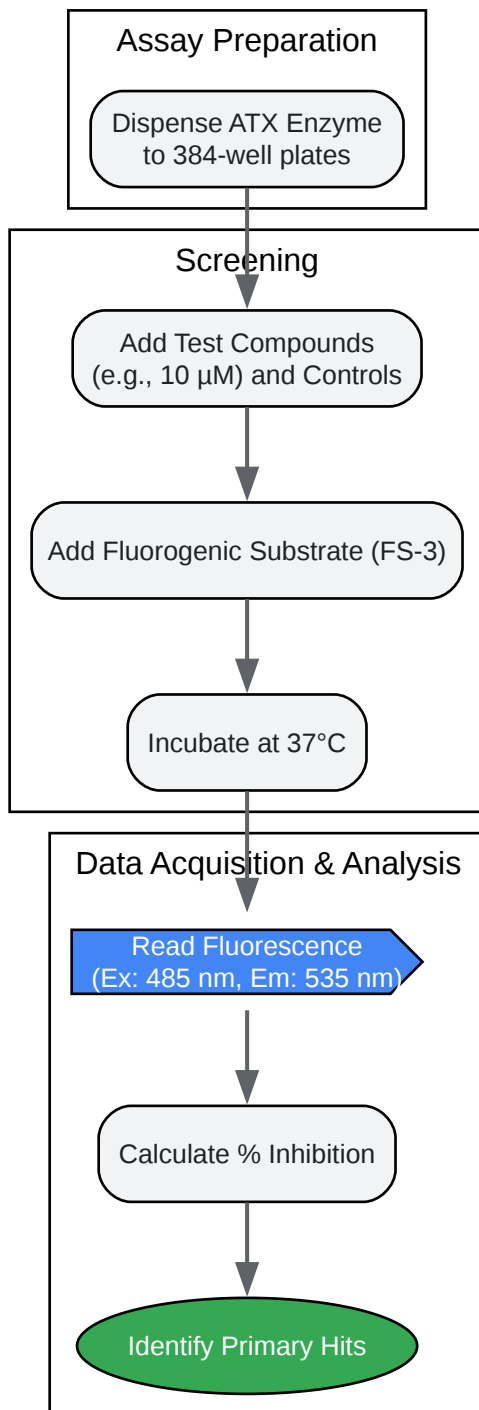 Assay Preparation
Dispense ATX Enzyme
to 384-well plates
Screening
Add Test Compounds
(e.g., 10 µM) and Controls
Add Fluorogenic Substrate (FS-3)
Incubate at 37°C
Data Acquisition & Analysis
Read Fluorescence
(Ex: 485 nm, Em: 535 nm)
Calculate % Inhibition
Identify Primary Hits